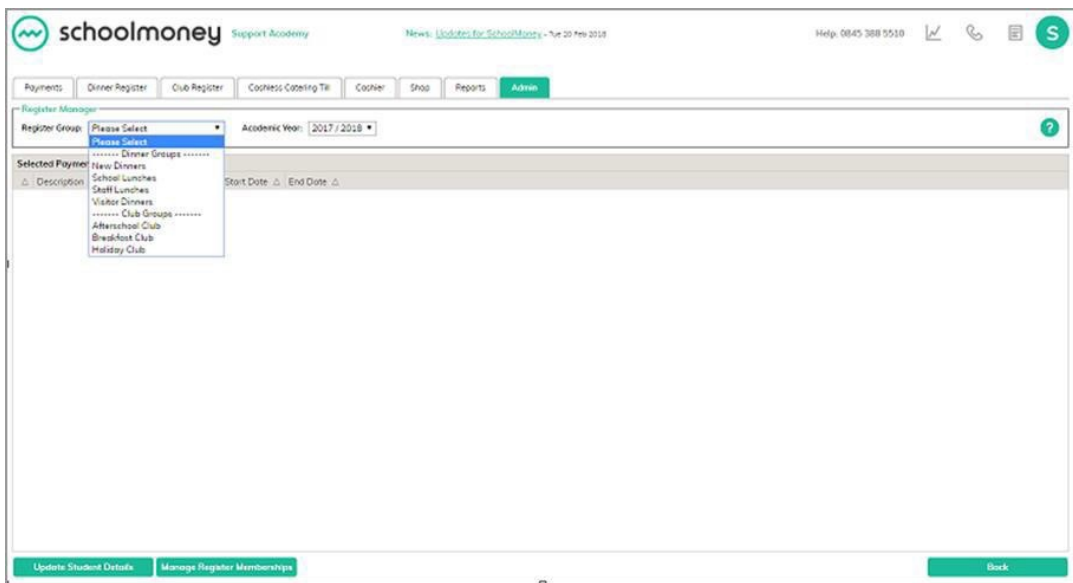 schoolmoney Support Academy News: Updates for SchoolMoney - Tue 20 Feb 2018 Help: 0845 388 5510 S
Payments Dinner Register Club Register Cashless Catering Till Cashier Shop Reports Admin
Register Manager
Register Group: Please Select Academic Year: 2017 / 2018 ?
Please Select
------- Dinner Groups -------
Selected Paymen
New Dinners
Description School Lunches Start Date End Date
Staff Lunches
Visitor Dinners
------- Club Groups -------
Afterschool Club
Breakfast Club
Holiday Club
Update Student Details Manage Register Memberships Back